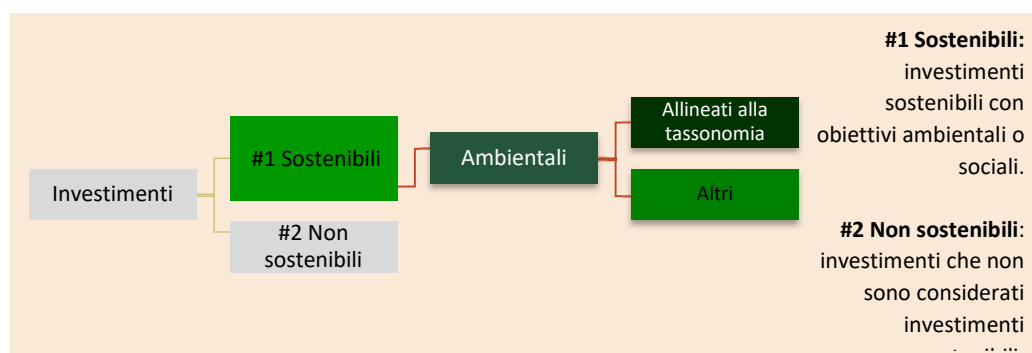 Investimenti
#1 Sostenibili
#2 Non
sostenibili
Ambientali
Allineati alla
tassonomia
Altri
#1 Sostenibili:
investimenti
sostenibili con
obiettivi ambientali o
sociali.
#2 Non sostenibili:
investimenti che non
sono considerati
investimenti